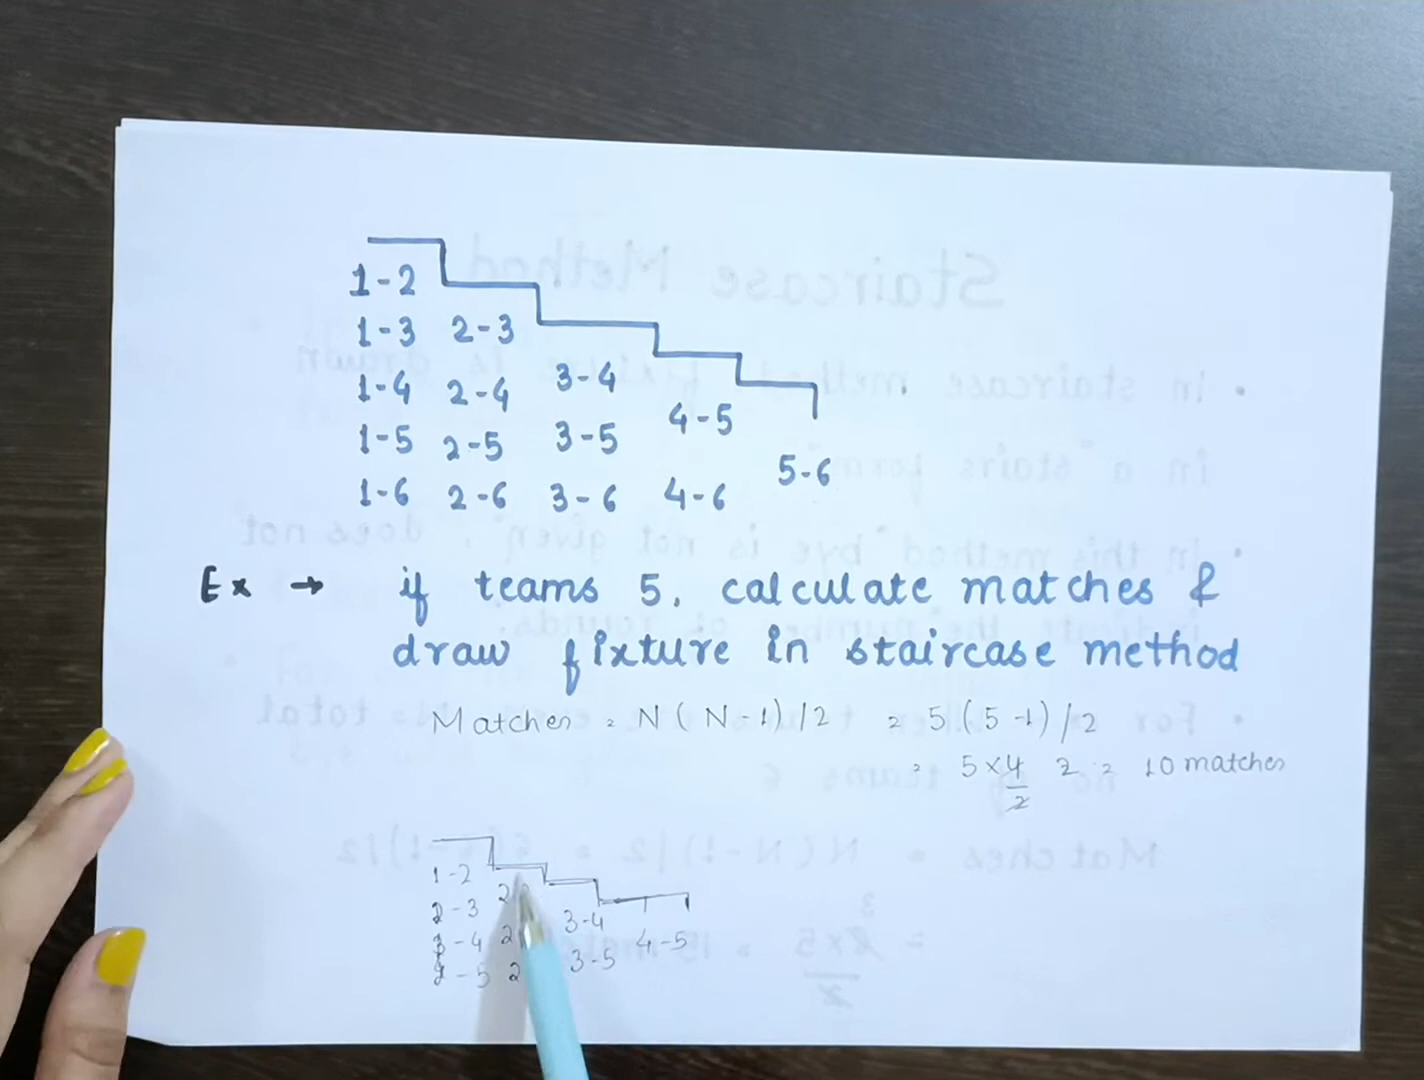 1-2
1-3 2-3
1-4 2-4 3-4
1-5 2-5 3-5 4-5
1-6 2-6 3-6 4-6 5-6
Ex → if teams 5. calculate matches &
draw fixture in staircase method
Matches = N(N-1)/2 = 5(5-1)/2
= 5×4/2 2 = 10 matches
1-2
-3
-4 3-4
-5 3-5 4-5